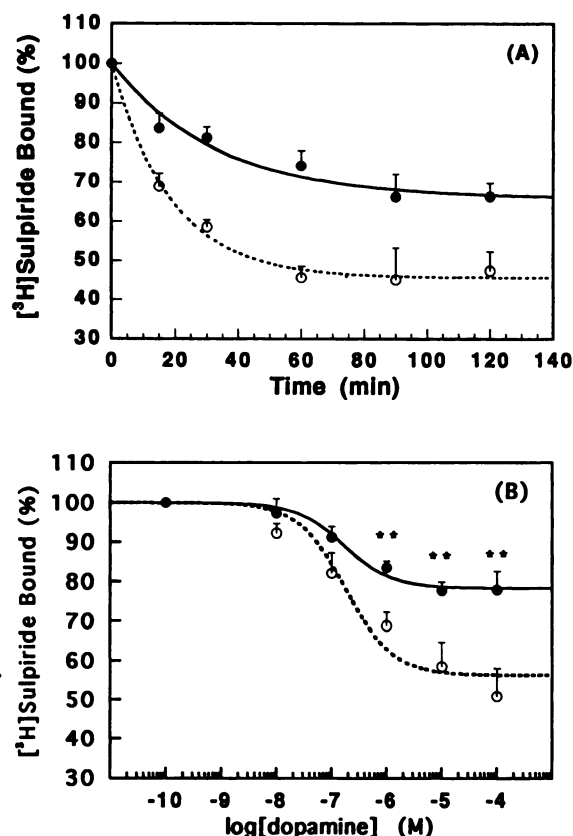 110
(A)
100
90
80
70
60
50
40
30
[³H]Sulpiride Bound (%)
0 20 40 60 80 100 120 140
Time (min)
110
(B)
100
90
80
70
60
50
40
30
[³H]Sulpiride Bound (%)
** ** **
-10 -9 -8 -7 -6 -5 -4 -3
log[dopamine] (M)